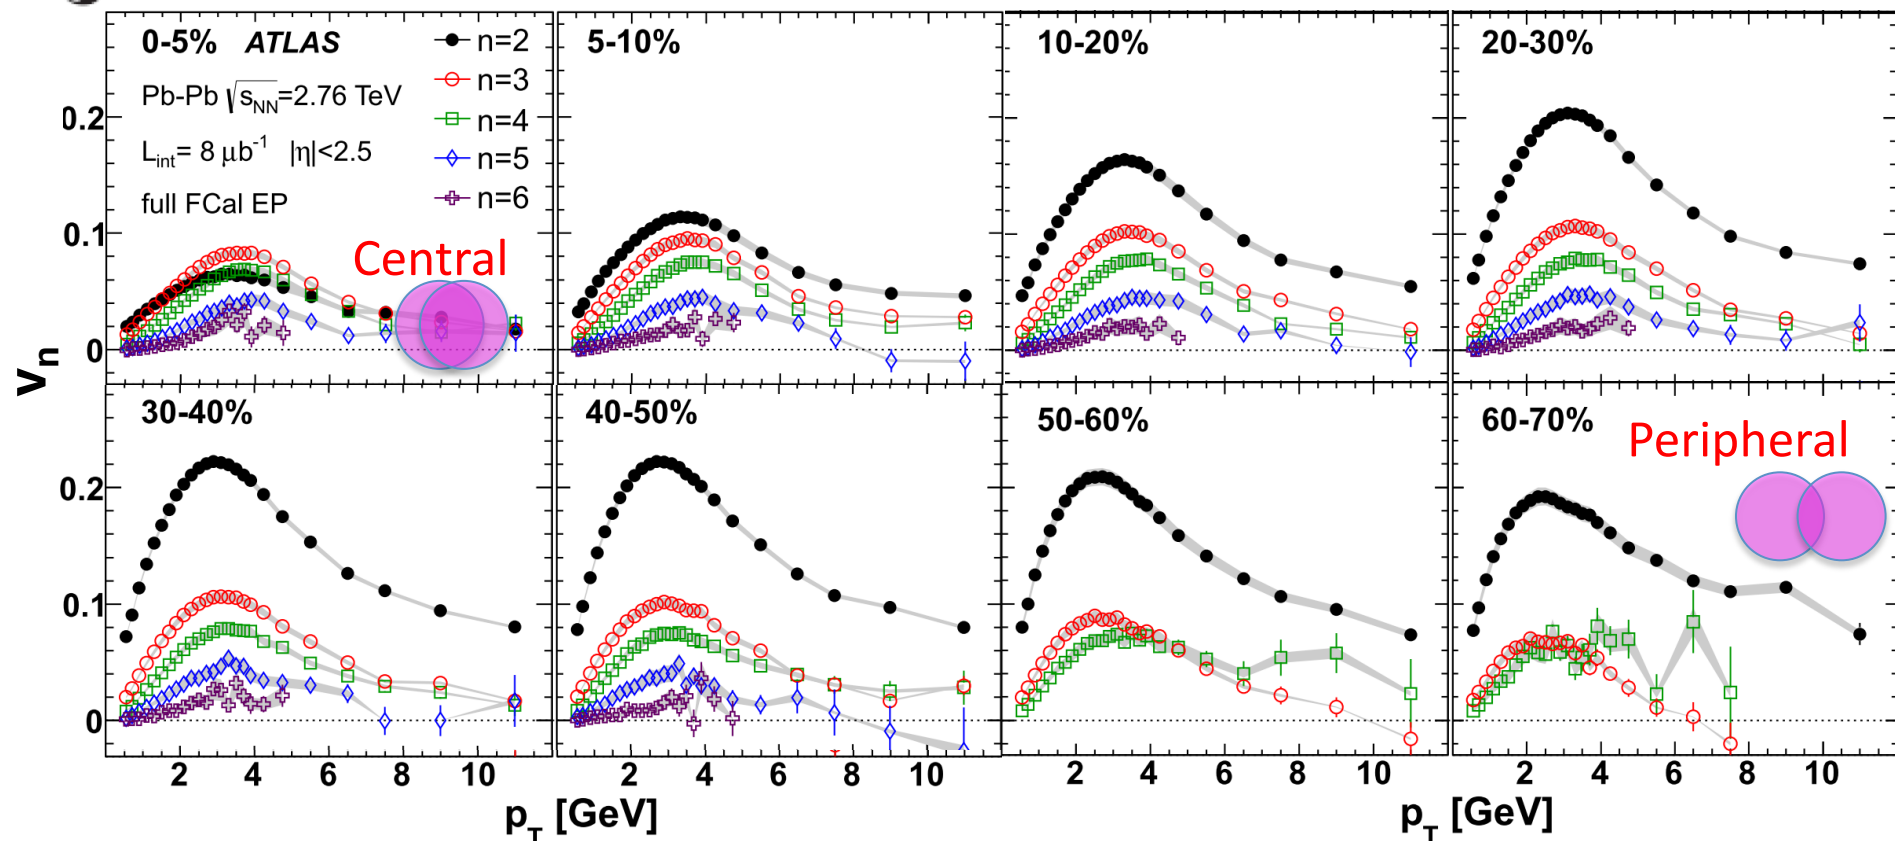 0-5% ATLAS
Pb-Pb √sNN=2.76 TeV
Lint= 8 μb-1 |η|<2.5
full FCal EP
n=2
n=3
n=4
n=5
n=6
Central
5-10%
10-20%
20-30%
0.2
0.1
0
vn
30-40%
40-50%
50-60%
60-70%
Peripheral
0.2
0.1
0
2 4 6 8 10
2 4 6 8 10
2 4 6 8 10
2 4 6 8 10
pT [GeV]
pT [GeV]